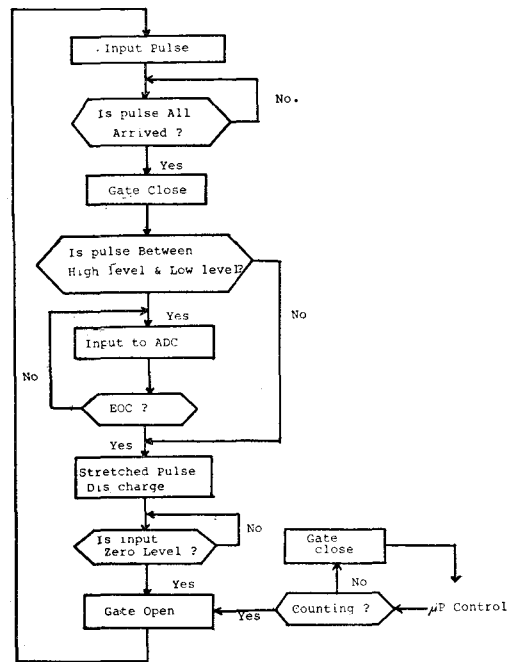 Input Pulse
No.
Is pulse All
Arrived ?
Yes
Gate Close
Is pulse Between
High level & Low level?
Yes
No
Input to ADC
No
EOC ?
Yes
Stretched Pulse
Dis charge
No
Is input
Zero Level ?
Yes
Gate Open
Gate
close
No
Yes
Counting ?
μP Control